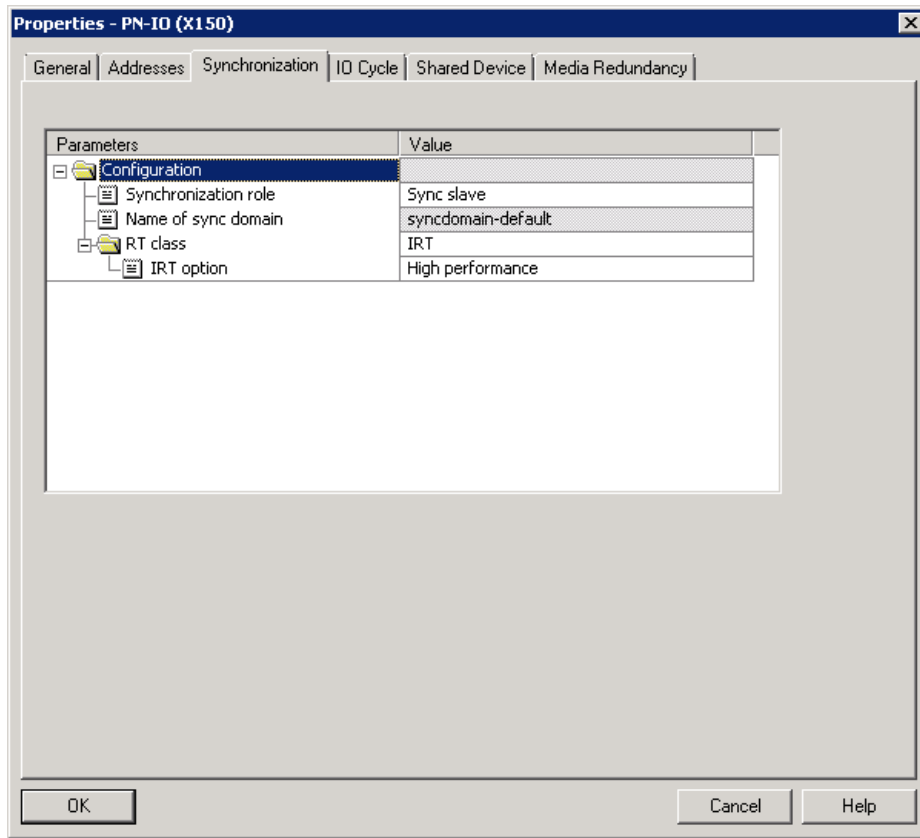 Properties - PN-IO (X150)
General Addresses Synchronization IO Cycle Shared Device Media Redundancy
Parameters Value
Configuration
Synchronization role Sync slave
Name of sync domain syncdomain-default
RT class IRT
IRT option High performance
OK Cancel Help